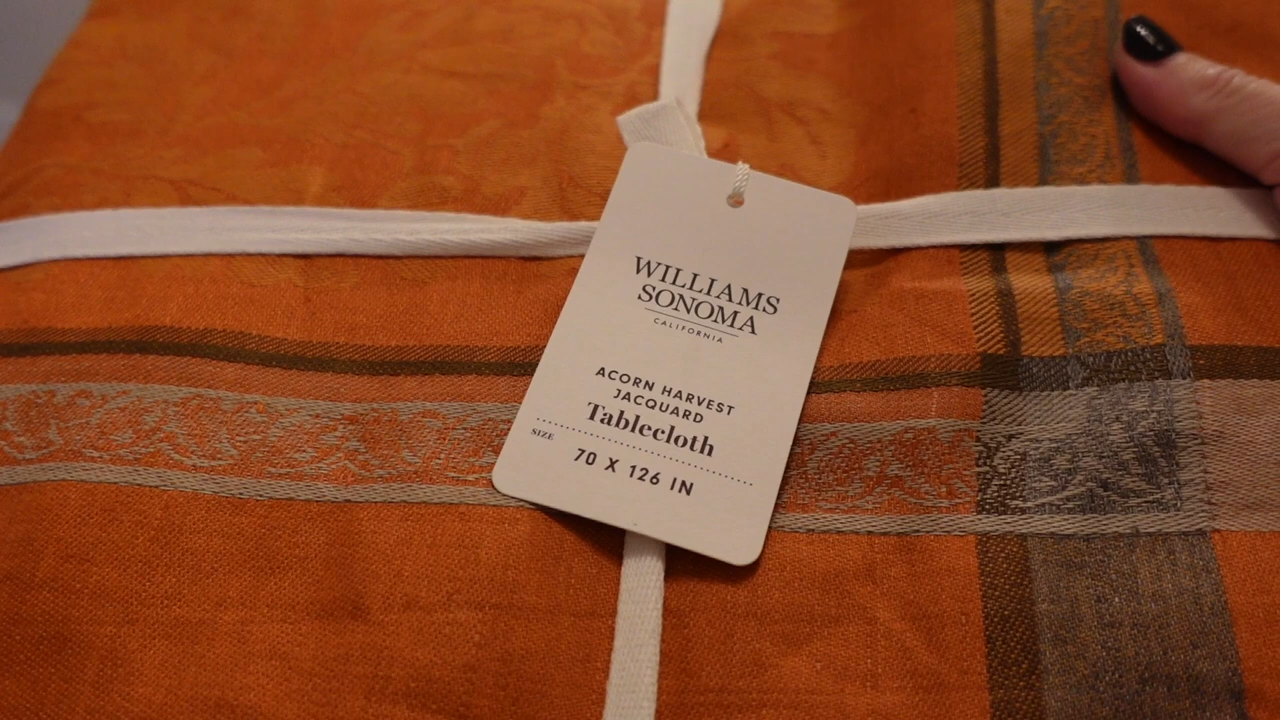 WILLIAMS
SONOMA
CALIFORNIA
ACORN HARVEST
JACQUARD
Tablecloth
SIZE
70 X 126 IN